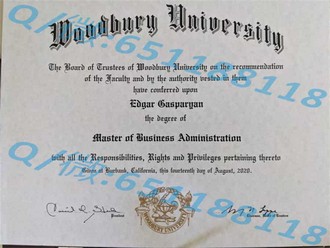 Woodbury University
The Board of Trustees of Woodbury University on the recommendation
of the Faculty and by the authority vested in them
have conferred upon
Edgar Gasparyan
the degree of
Master of Business Administration
with all the Responsibilities, Rights and Privileges pertaining thereto
Given at Burbank, California, this fourteenth day of August, 2020.
President
WOODBURY UNIVERSITY